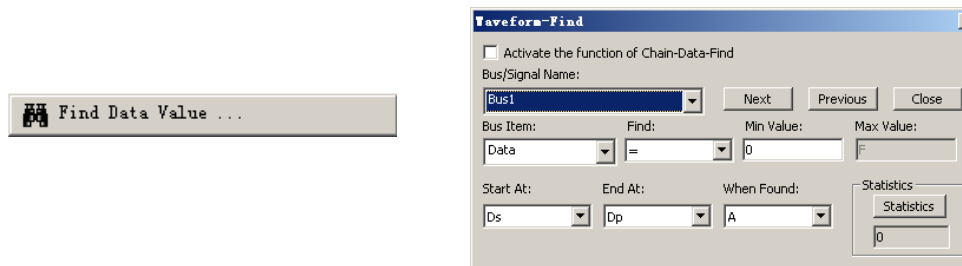 Find Data Value ...
Waveform-Find
Activate the function of Chain-Data-Find
Bus/Signal Name:
Bus1
Next Previous Close
Bus Item: Find: Min Value: Max Value:
Data = 0 F
Start At: End At: When Found: Statistics
Ds Dp A Statistics
0